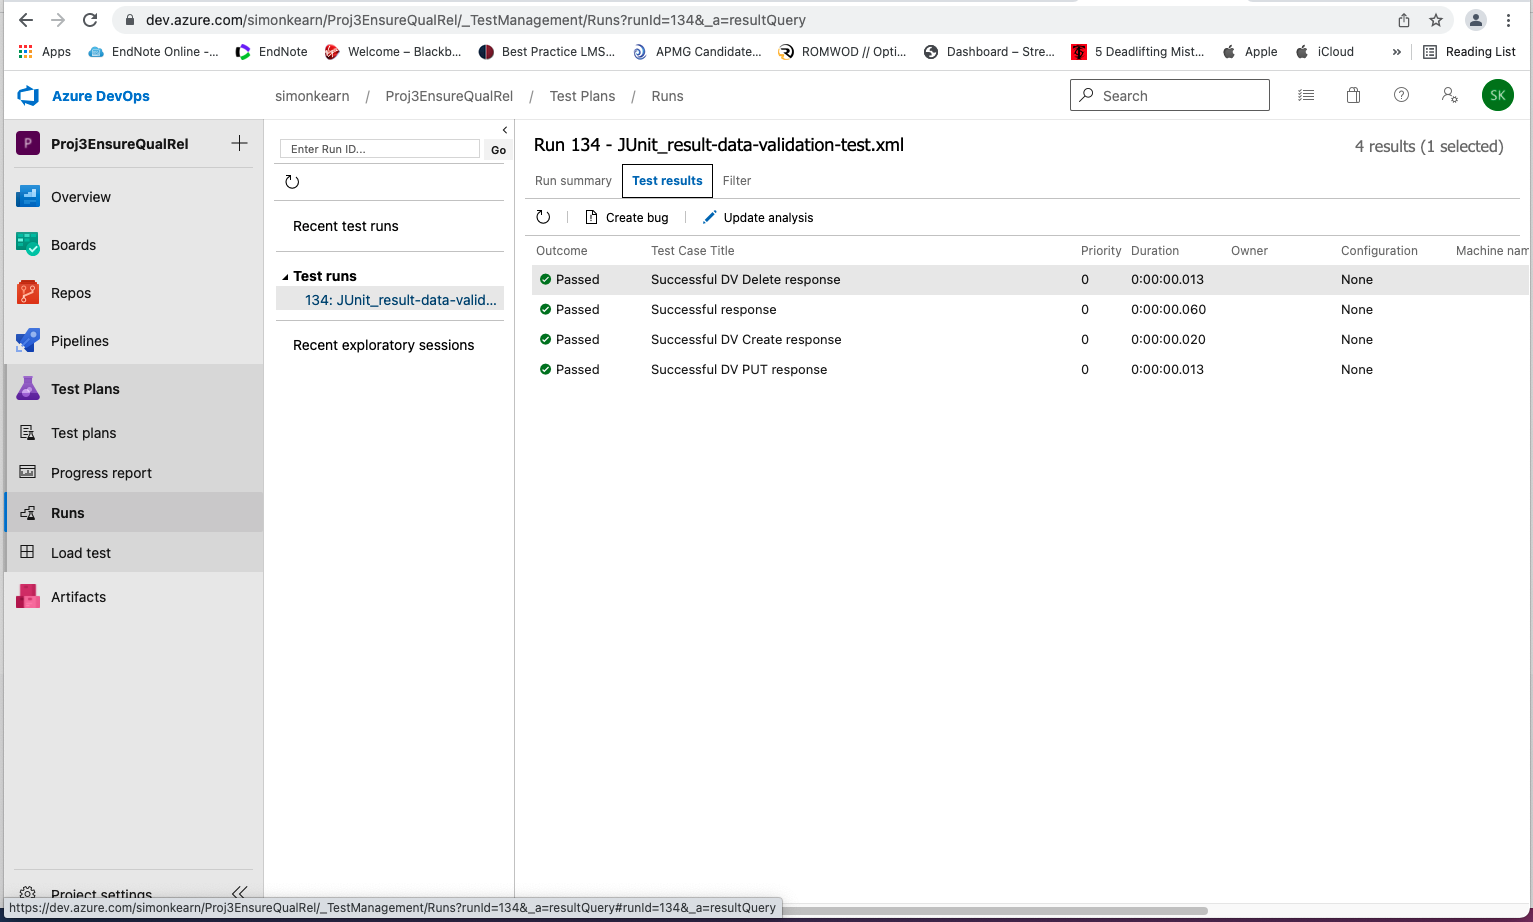 dev.azure.com/simonkearn/Proj3EnsureQualRel/_TestManagement/Runs?runId=134&_a=resultQuery
Apps EndNote Online -... EndNote Welcome – Blackb... Best Practice LMS... APMG Candidate... ROMWOD // Opti... Dashboard – Stre... 5 Deadlifting Mist... Apple iCloud » Reading List
Azure DevOps simonkearn / Proj3EnsureQualRel / Test Plans / Runs Search SK
P Proj3EnsureQualRel
Overview
Boards
Repos
Pipelines
Test Plans
Test plans
Progress report
Runs
Load test
Artifacts
Project settings
Enter Run ID... Go
Recent test runs
Test runs
134: JUnit_result-data-valid...
Recent exploratory sessions
Run 134 - JUnit_result-data-validation-test.xml 4 results (1 selected)
Run summary Test results Filter
Create bug Update analysis
Outcome Test Case Title Priority Duration Owner Configuration Machine nam
Passed Successful DV Delete response 0 0:00:00.013 None
Passed Successful response 0 0:00:00.060 None
Passed Successful DV Create response 0 0:00:00.020 None
Passed Successful DV PUT response 0 0:00:00.013 None
https://dev.azure.com/simonkearn/Proj3EnsureQualRel/_TestManagement/Runs?runId=134&_a=resultQuery#runId=134&_a=resultQuery